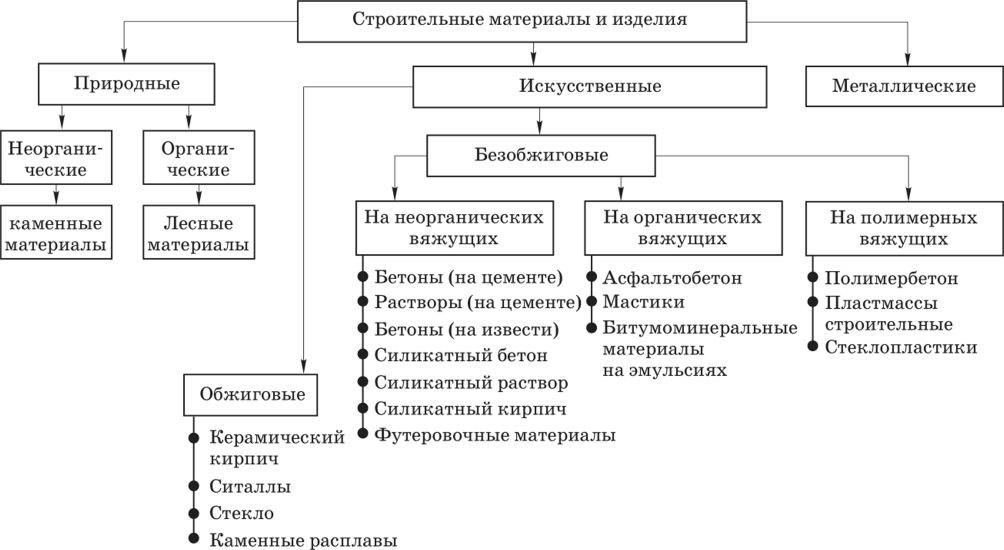 Строительные материалы и изделия
Природные
Искусственные
Металлические
Неоргани-
ческие
Органи-
ческие
Безобжиговые
каменные
материалы
Лесные
материалы
На неорганических
вяжущих
На органических
вяжущих
На полимерных
вяжущих
Бетоны (на цементе)
Растворы (на цементе)
Бетоны (на извести)
Силикатный бетон
Силикатный раствор
Силикатный кирпич
Футеровочные материалы
Асфальтобетон
Мастики
Битумоминеральные
материалы
на эмульсиях
Полимербетон
Пластмассы
строительные
Стеклопластики
Обжиговые
Керамический
кирпич
Ситаллы
Стекло
Каменные расплавы